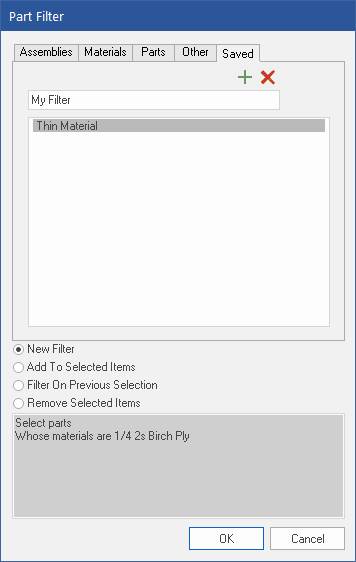 Part Filter
Assemblies Materials Parts Other Saved
My Filter
Thin Material
New Filter
Add To Selected Items
Filter On Previous Selection
Remove Selected Items
Select parts
Whose materials are 1/4 2s Birch Ply
OK Cancel